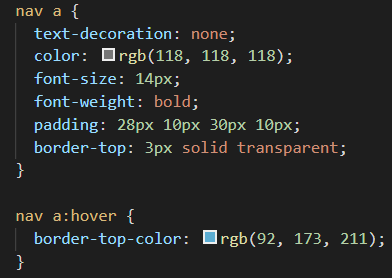 nav a {
text-decoration: none;
color: rgb(118, 118, 118);
font-size: 14px;
font-weight: bold;
padding: 28px 10px 30px 10px;
border-top: 3px solid transparent;
}
nav a:hover {
border-top-color: rgb(92, 173, 211);
}